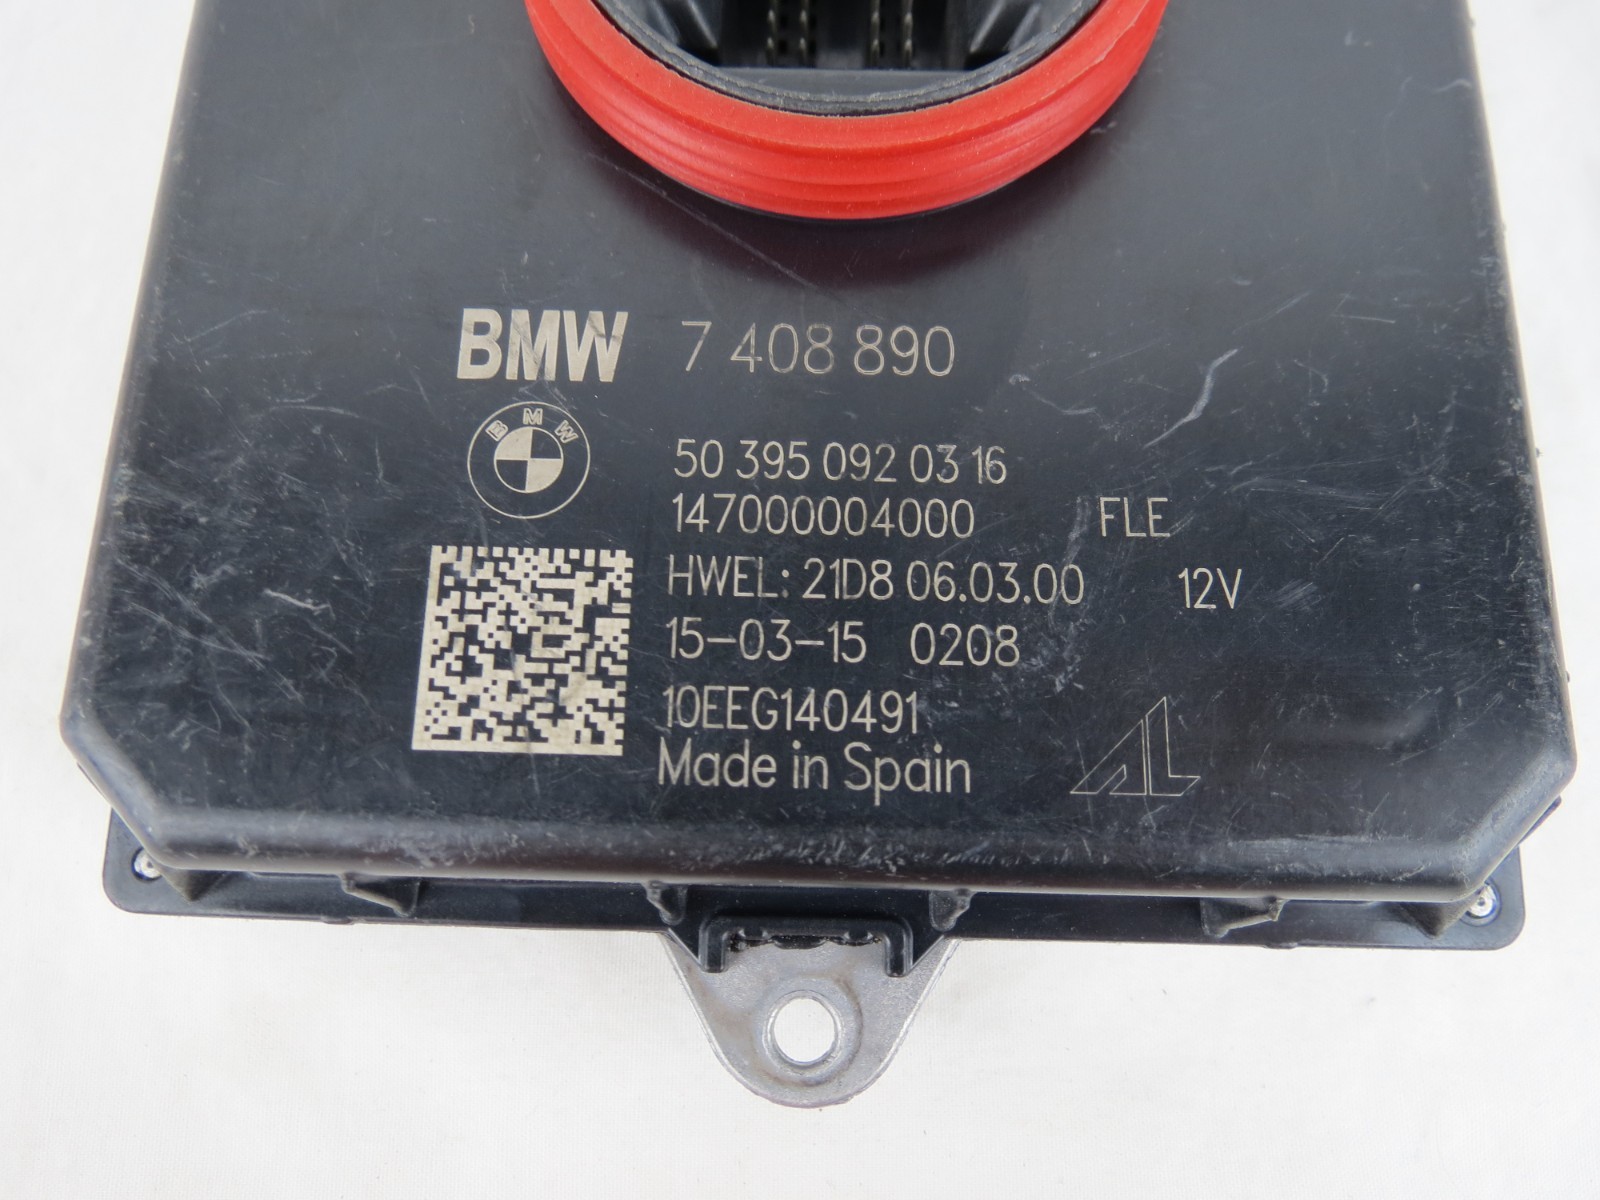 BMW 7 408 890
BMW
50 395 092 03 16
147000004000 FLE
HWEL: 21D8 06.03.00 12V
15-03-15 0208
10EEG140491
Made in Spain
AL